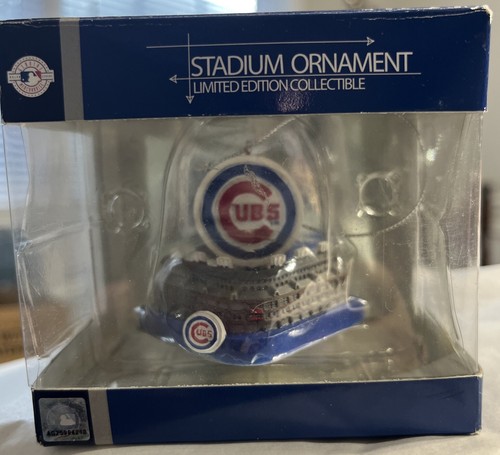 STADIUM ORNAMENT
LIMITED EDITION COLLECTIBLE
CUBS
CUBS